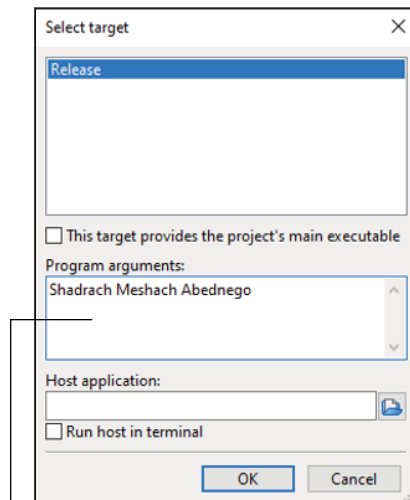 Select target
Release
This target provides the project's main executable
Program arguments:
Shadrach Meshach Abednego
Host application:
Run host in terminal
OK Cancel